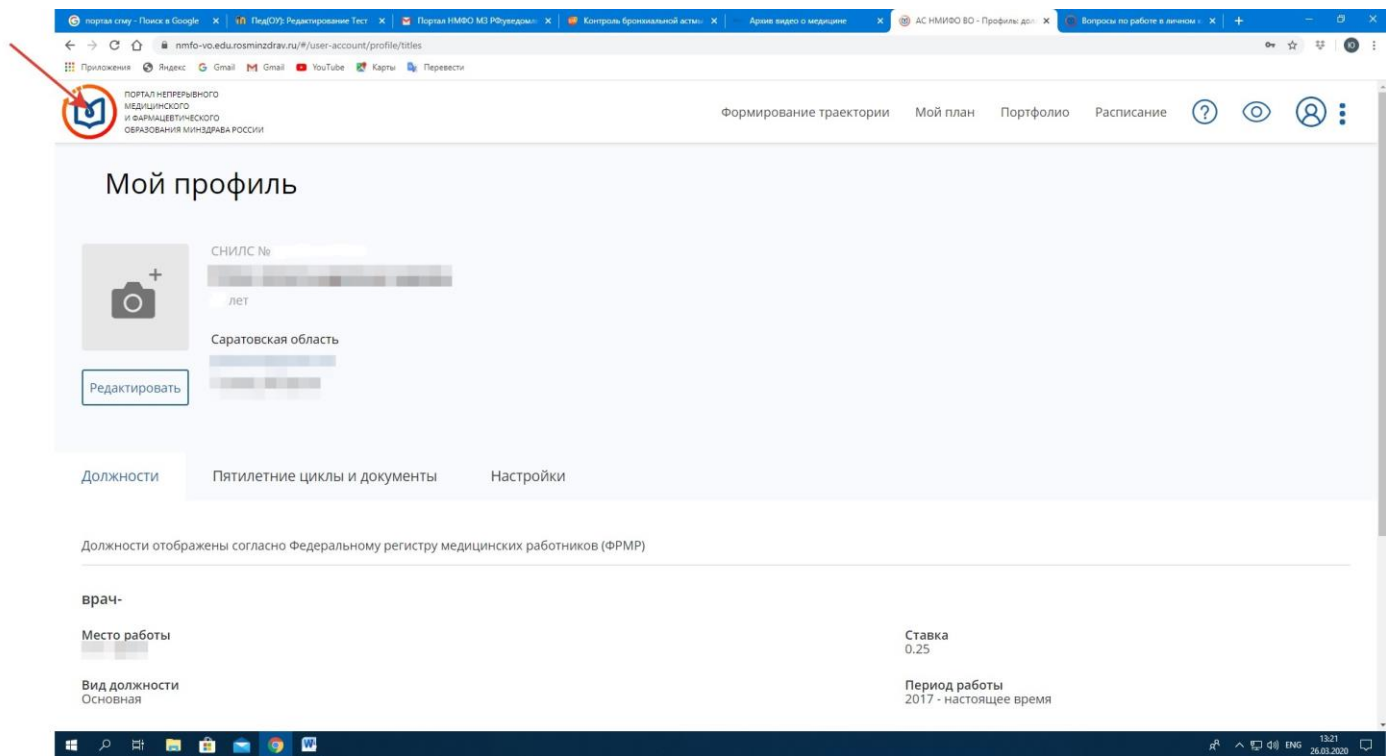 портал сгму - Поиск в Google
Пед(ОУ): Редактирование Тест
Портал НМФО МЗ РФ уведомл
Контроль бронхиальной астмы
Архив видео о медицине
АС НМИФО ВО - Профиль: дол
Вопросы по работе в личном к
nmfo-vo.edu.rosminzdrav.ru/#/user-account/profile/titles
Приложения Яндекс Gmail Gmail YouTube Карты Перевести
ПОРТАЛ НЕПРЕРЫВНОГО
МЕДИЦИНСКОГО
И ФАРМАЦЕВТИЧЕСКОГО
ОБРАЗОВАНИЯ МИНЗДРАВА РОССИИ
Формирование траектории Мой план Портфолио Расписание
Мой профиль
СНИЛС №
лет
Саратовская область
Редактировать
Должности Пятилетние циклы и документы Настройки
Должности отображены согласно Федеральному регистру медицинских работников (ФРМР)
врач-
Место работы
Ставка
0.25
Вид должности
Основная
Период работы
2017 - настоящее время
ENG
13:21
26.03.2020